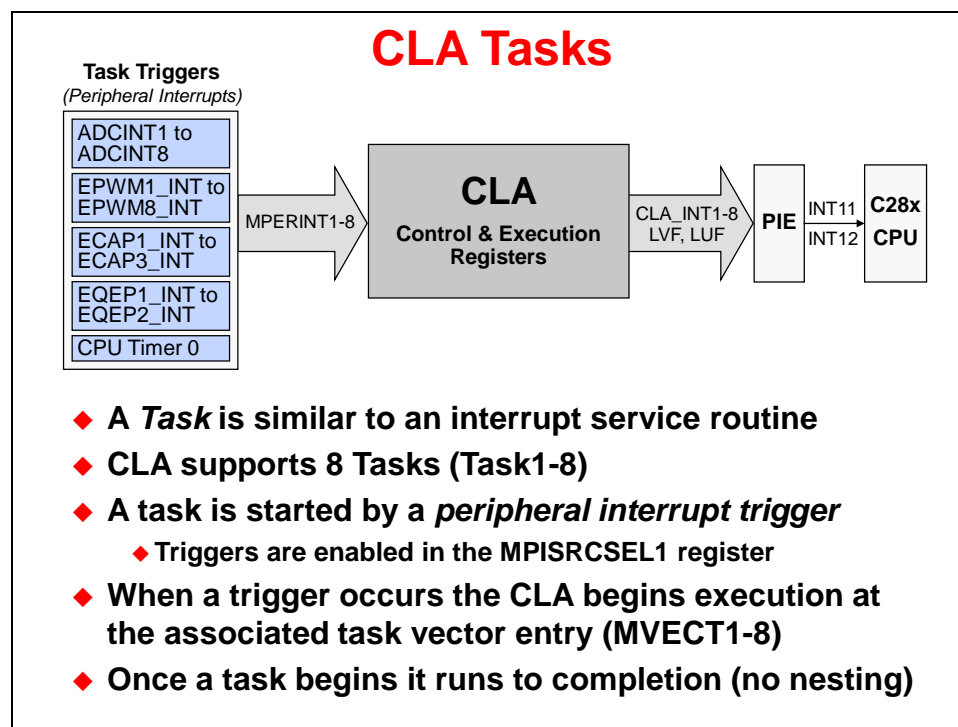 CLA Tasks
Task Triggers
(Peripheral Interrupts)
ADCINT1 to
ADCINT8
EPWM1_INT to
EPWM8_INT
ECAP1_INT to
ECAP3_INT
EQEP1_INT to
EQEP2_INT
CPU Timer 0
MPERINT1-8
CLA
Control & Execution
Registers
CLA_INT1-8
LVF, LUF
PIE
INT11
INT12
C28x
CPU
◆ A Task is similar to an interrupt service routine
◆ CLA supports 8 Tasks (Task1-8)
◆ A task is started by a peripheral interrupt trigger
◆ Triggers are enabled in the MPISRCSEL1 register
◆ When a trigger occurs the CLA begins execution at
the associated task vector entry (MVECT1-8)
◆ Once a task begins it runs to completion (no nesting)